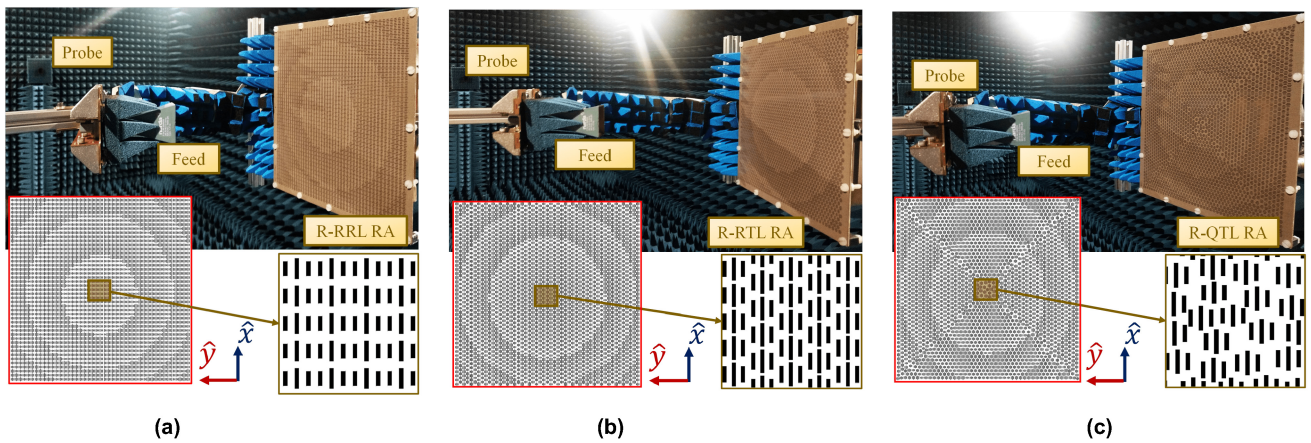 Probe
Feed
R-RRL RA
x̂
ŷ
(a)
Probe
Feed
R-RTL RA
x̂
ŷ
(b)
Probe
Feed
R-QTL RA
x̂
ŷ
(c)